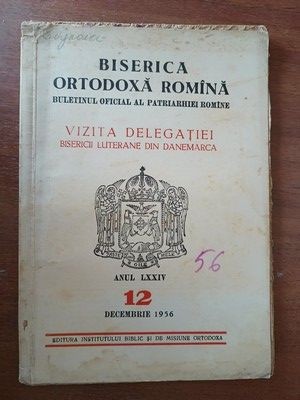 BISERICA
ORTODOXĂ ROMÎNĂ
BULETINUL OFICIAL AL PATRIARHIEI ROMÎNE
VIZITA DELEGAȚIEI
BISERICII LUTERANE DIN DANEMARCA
ANUL LXXIV
56
12
DECEMBRIE 1956
EDITURA INSTITUTULUI BIBLIC ȘI DE MISIUNE ORTODOXA